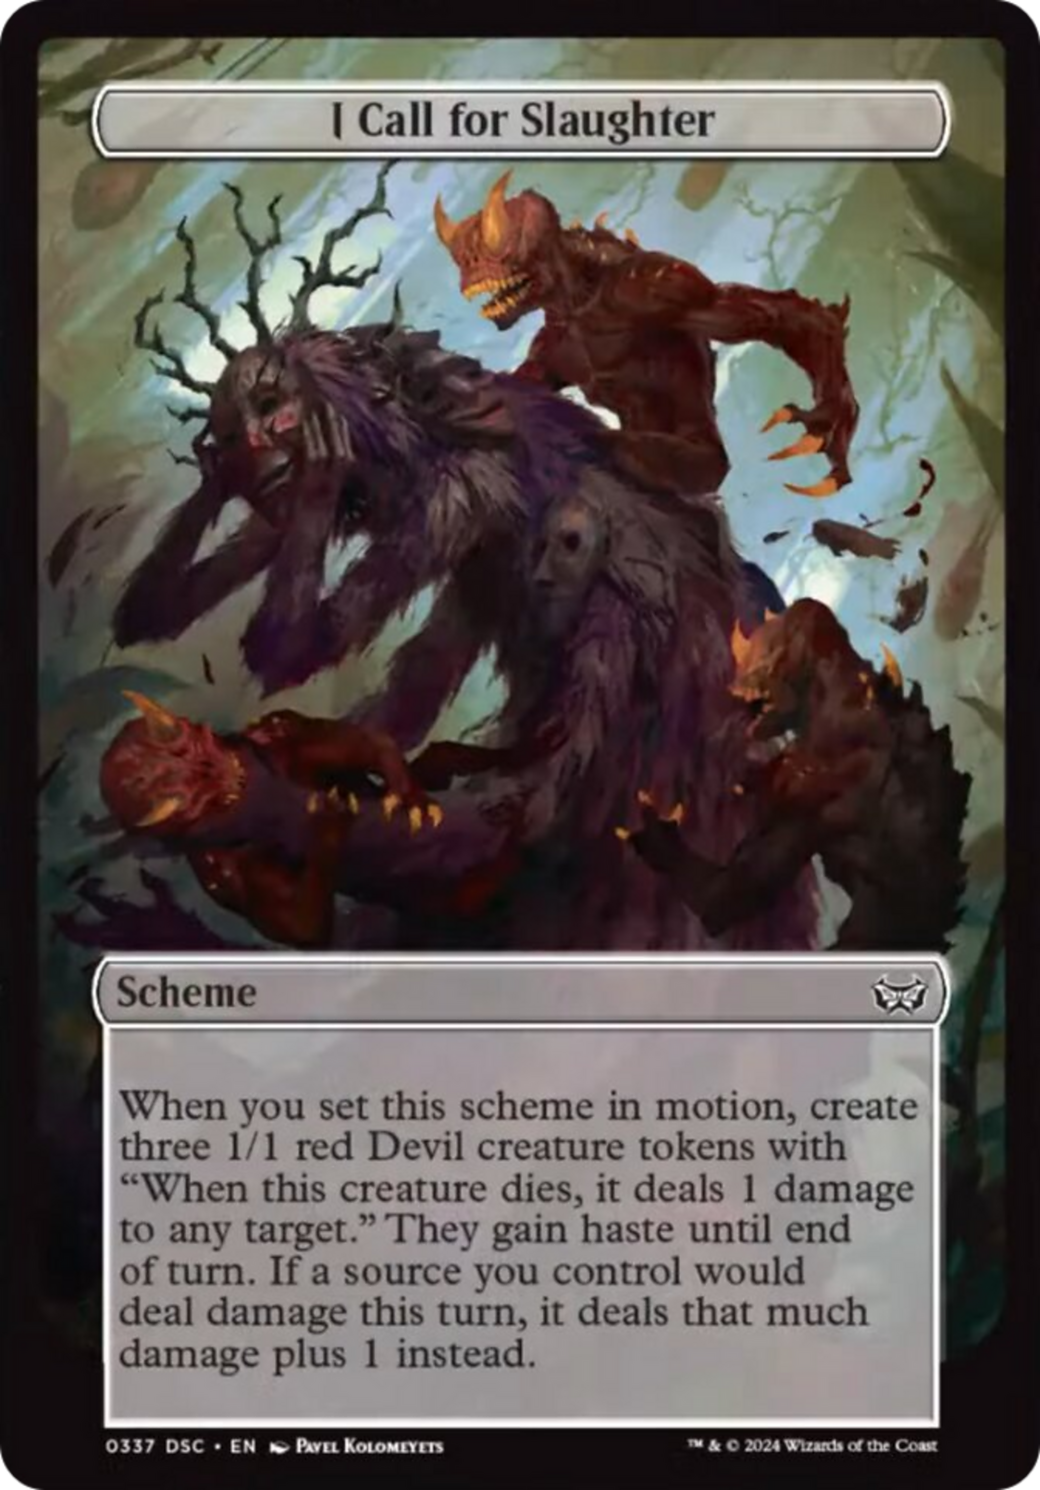 I Call for Slaughter
Scheme
When you set this scheme in motion, create
three 1/1 red Devil creature tokens with
“When this creature dies, it deals 1 damage
to any target.” They gain haste until end
of turn. If a source you control would
deal damage this turn, it deals that much
damage plus 1 instead.
0337 DSC • EN Pavel Kolomeyets
™ & © 2024 Wizards of the Coast